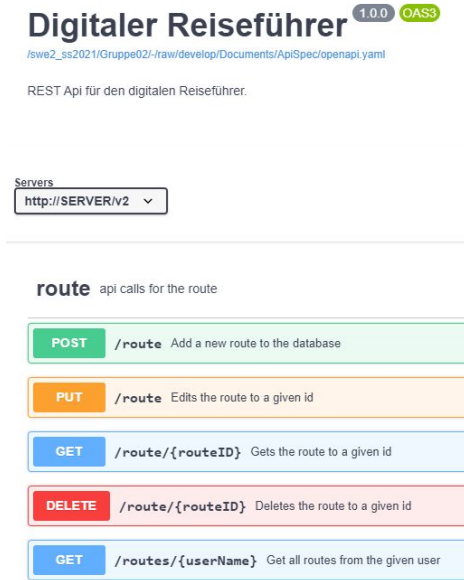 Digitaler Reiseführer 1.0.0 OAS3
/swe2_ss2021/Gruppe02/-/raw/develop/Documents/ApiSpec/openapi.yaml
REST Api für den digitalen Reiseführer.
Servers
http://SERVER/v2
route api calls for the route
POST /route Add a new route to the database
PUT /route Edits the route to a given id
GET /route/{routeID} Gets the route to a given id
DELETE /route/{routeID} Deletes the route to a given id
GET /routes/{userName} Get all routes from the given user